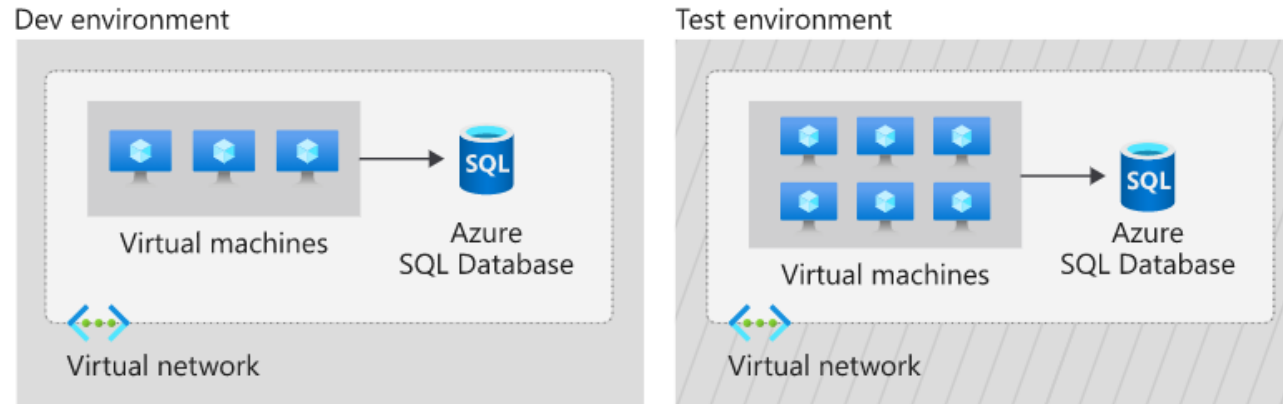 Dev environment
SQL
Virtual machines
Azure
SQL Database
Virtual network
Test environment
SQL
Virtual machines
Azure
SQL Database
Virtual network